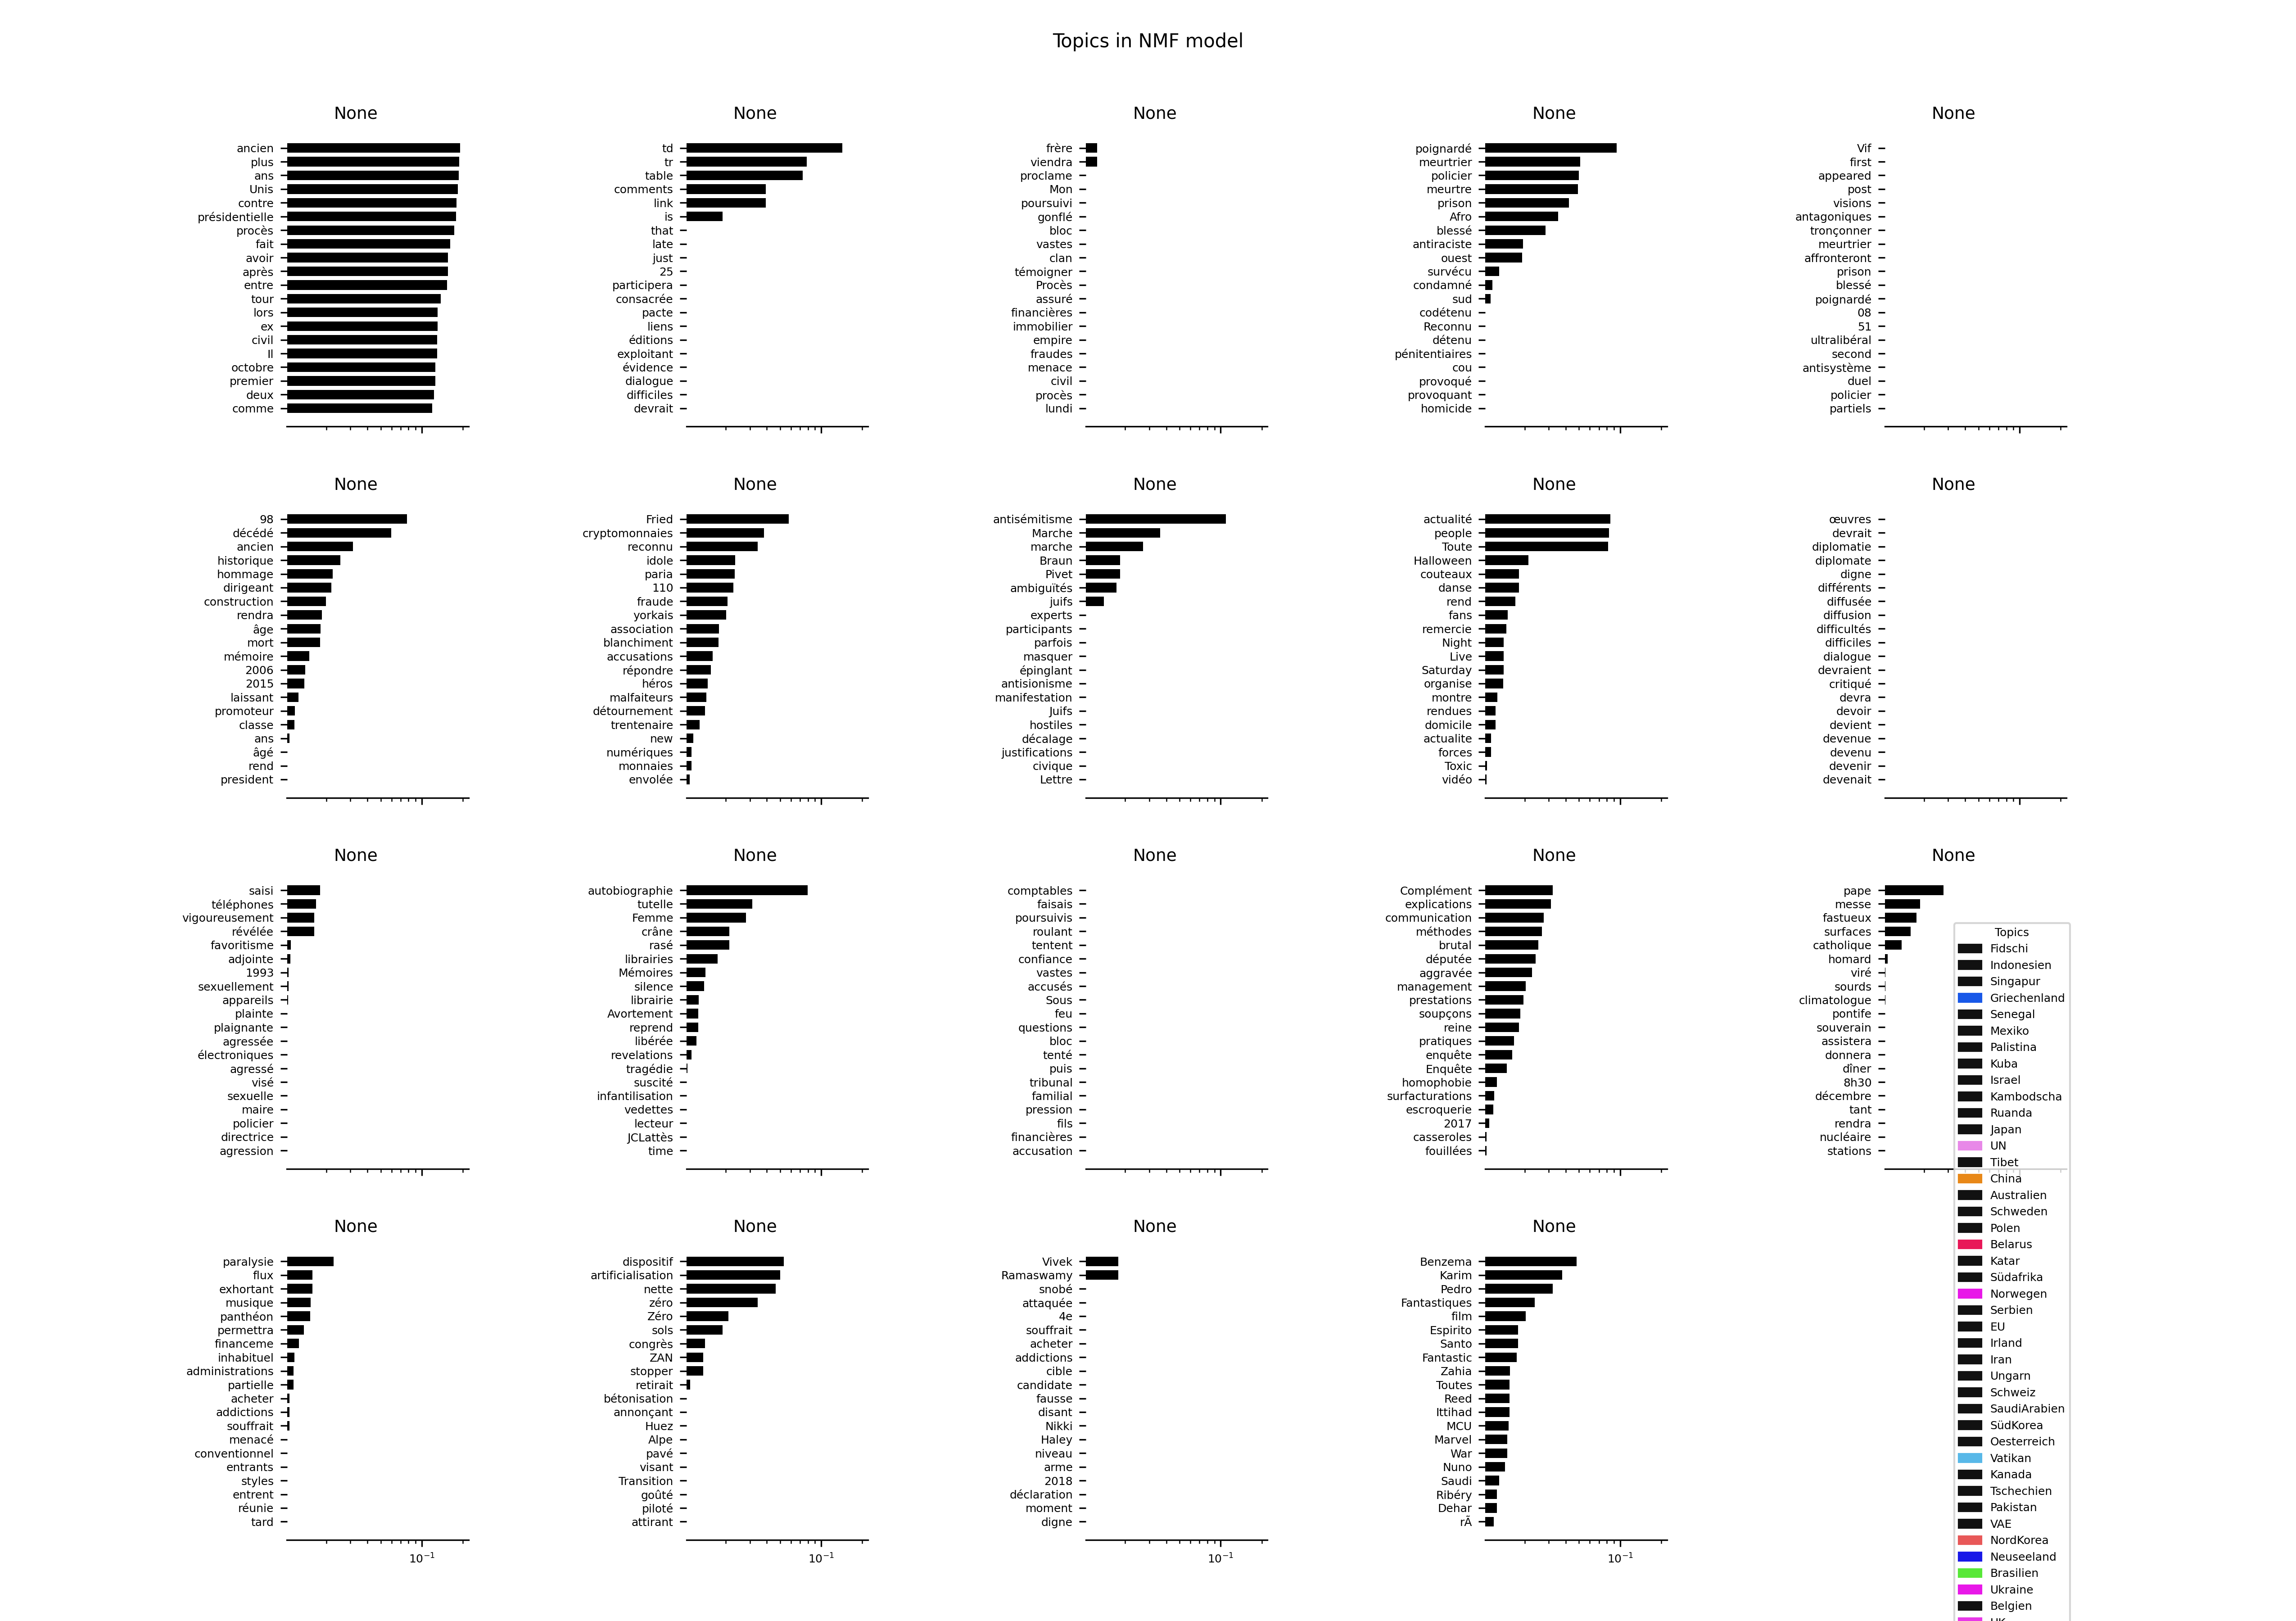 Topics in NMF model
None
ancien
plus
ans
Unis
contre
présidentielle
procès
fait
avoir
après
entre
tour
lors
ex
civil
Il
octobre
premier
deux
comme
None
td
tr
table
comments
link
is
that
late
just
25
participera
consacrée
pacte
liens
éditions
exploitant
évidence
dialogue
difficiles
devrait
None
frère
viendra
proclame
Mon
poursuivi
gonflé
bloc
vastes
clan
témoigner
Procès
assuré
financières
immobilier
empire
fraudes
menace
civil
procès
lundi
None
poignardé
meurtrier
policier
meurtre
prison
Afro
blessé
antiraciste
ouest
survécu
condamné
sud
codétenu
Reconnu
détenu
pénitentiaires
cou
provoqué
provoquant
homicide
None
Vif
first
appeared
post
visions
antagoniques
tronçonner
meurtrier
affronteront
prison
blessé
poignardé
08
51
ultralibéral
second
antisystème
duel
policier
partiels
None
98
décédé
ancien
historique
hommage
dirigeant
construction
rendra
âge
mort
mémoire
2006
2015
laissant
promoteur
classe
ans
âgé
rend
president
None
Fried
cryptomonnaies
reconnu
idole
paria
110
fraude
yorkais
association
blanchiment
accusations
répondre
héros
malfaiteurs
détournement
trentenaire
new
numériques
monnaies
envolée
None
antisémitisme
Marche
marche
Braun
Pivet
ambiguïtés
juifs
experts
participants
parfois
masquer
épinglant
antisionisme
manifestation
Juifs
hostiles
décalage
justifications
civique
Lettre
None
actualité
people
Toute
Halloween
couteaux
danse
rend
fans
remercie
Night
Live
Saturday
organise
montre
rendues
domicile
actualite
forces
Toxic
vidéo
None
œuvres
devrait
diplomatie
diplomate
digne
différents
diffusée
diffusion
difficultés
difficiles
dialogue
devraient
critiqué
devra
devoir
devient
devenue
devenu
devenir
devenait
None
saisi
téléphones
vigoureusement
révélée
favoritisme
adjointe
1993
sexuellement
appareils
plainte
plaignante
agressée
électroniques
agressé
visé
sexuelle
maire
policier
directrice
agression
None
autobiographie
tutelle
Femme
crâne
rasé
librairies
Mémoires
silence
librairie
Avortement
reprend
libérée
revelations
tragédie
suscité
infantilisation
vedettes
lecteur
JCLattès
time
None
comptables
faisais
poursuivis
roulant
tentent
confiance
vastes
accusés
Sous
feu
questions
bloc
tenté
puis
tribunal
familial
pression
fils
financières
accusation
None
Complément
explications
communication
méthodes
brutal
députée
aggravée
management
prestations
soupçons
reine
pratiques
enquête
Enquête
homophobie
surfacturations
escroquerie
2017
casseroles
fouillées
None
pape
messe
fastueux
surfaces
catholique
homard
viré
sourds
climatologue
pontife
souverain
assistera
donnera
dîner
8h30
décembre
tant
rendra
nucléaire
stations
None
paralysie
flux
exhortant
musique
panthéon
permettra
financeme
inhabituel
administrations
partielle
acheter
addictions
souffrait
menacé
conventionnel
entrants
styles
entrent
réunie
tard
10⁻¹
None
dispositif
artificialisation
nette
zéro
Zéro
sols
congrès
ZAN
stopper
retirait
bétonisation
annonçant
Huez
Alpe
pavé
visant
Transition
goûté
piloté
attirant
10⁻¹
None
Vivek
Ramaswamy
snobé
attaquée
4e
souffrait
acheter
addictions
cible
candidate
fausse
disant
Nikki
Haley
niveau
arme
2018
déclaration
moment
digne
10⁻¹
None
Benzema
Karim
Pedro
Fantastiques
film
Espirito
Santo
Fantastic
Zahia
Toutes
Reed
Ittihad
MCU
Marvel
War
Nuno
Saudi
Ribéry
Dehar
rÃ
10⁻¹
Topics
Fidschi
Indonesien
Singapur
Griechenland
Senegal
Mexiko
Palistina
Kuba
Israel
Kambodscha
Ruanda
Japan
UN
Tibet
China
Australien
Schweden
Polen
Belarus
Katar
Südafrika
Norwegen
Serbien
EU
Irland
Iran
Ungarn
Schweiz
SaudiArabien
SüdKorea
Oesterreich
Vatikan
Kanada
Tschechien
Pakistan
VAE
NordKorea
Neuseeland
Brasilien
Ukraine
Belgien